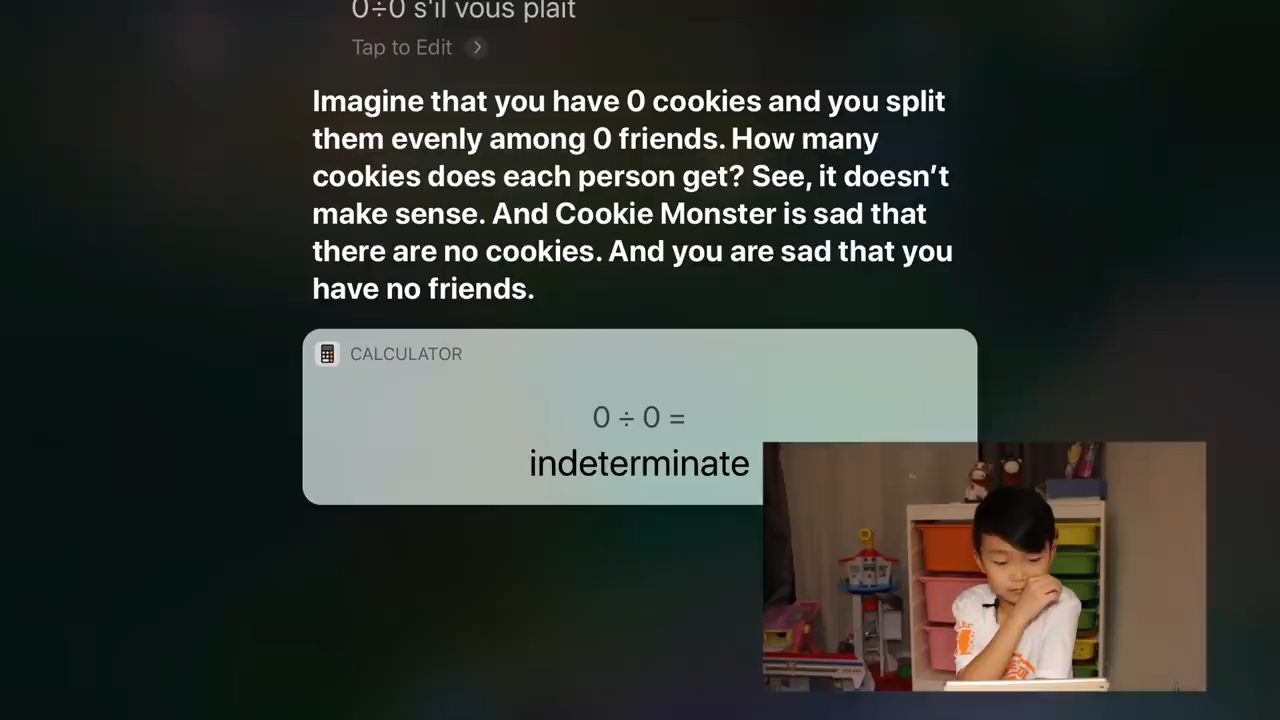 0÷0 s'il vous plaît
Tap to Edit
Imagine that you have 0 cookies and you split
them evenly among 0 friends. How many
cookies does each person get? See, it doesn’t
make sense. And Cookie Monster is sad that
there are no cookies. And you are sad that you
have no friends.
CALCULATOR
0 ÷ 0 =
indeterminate